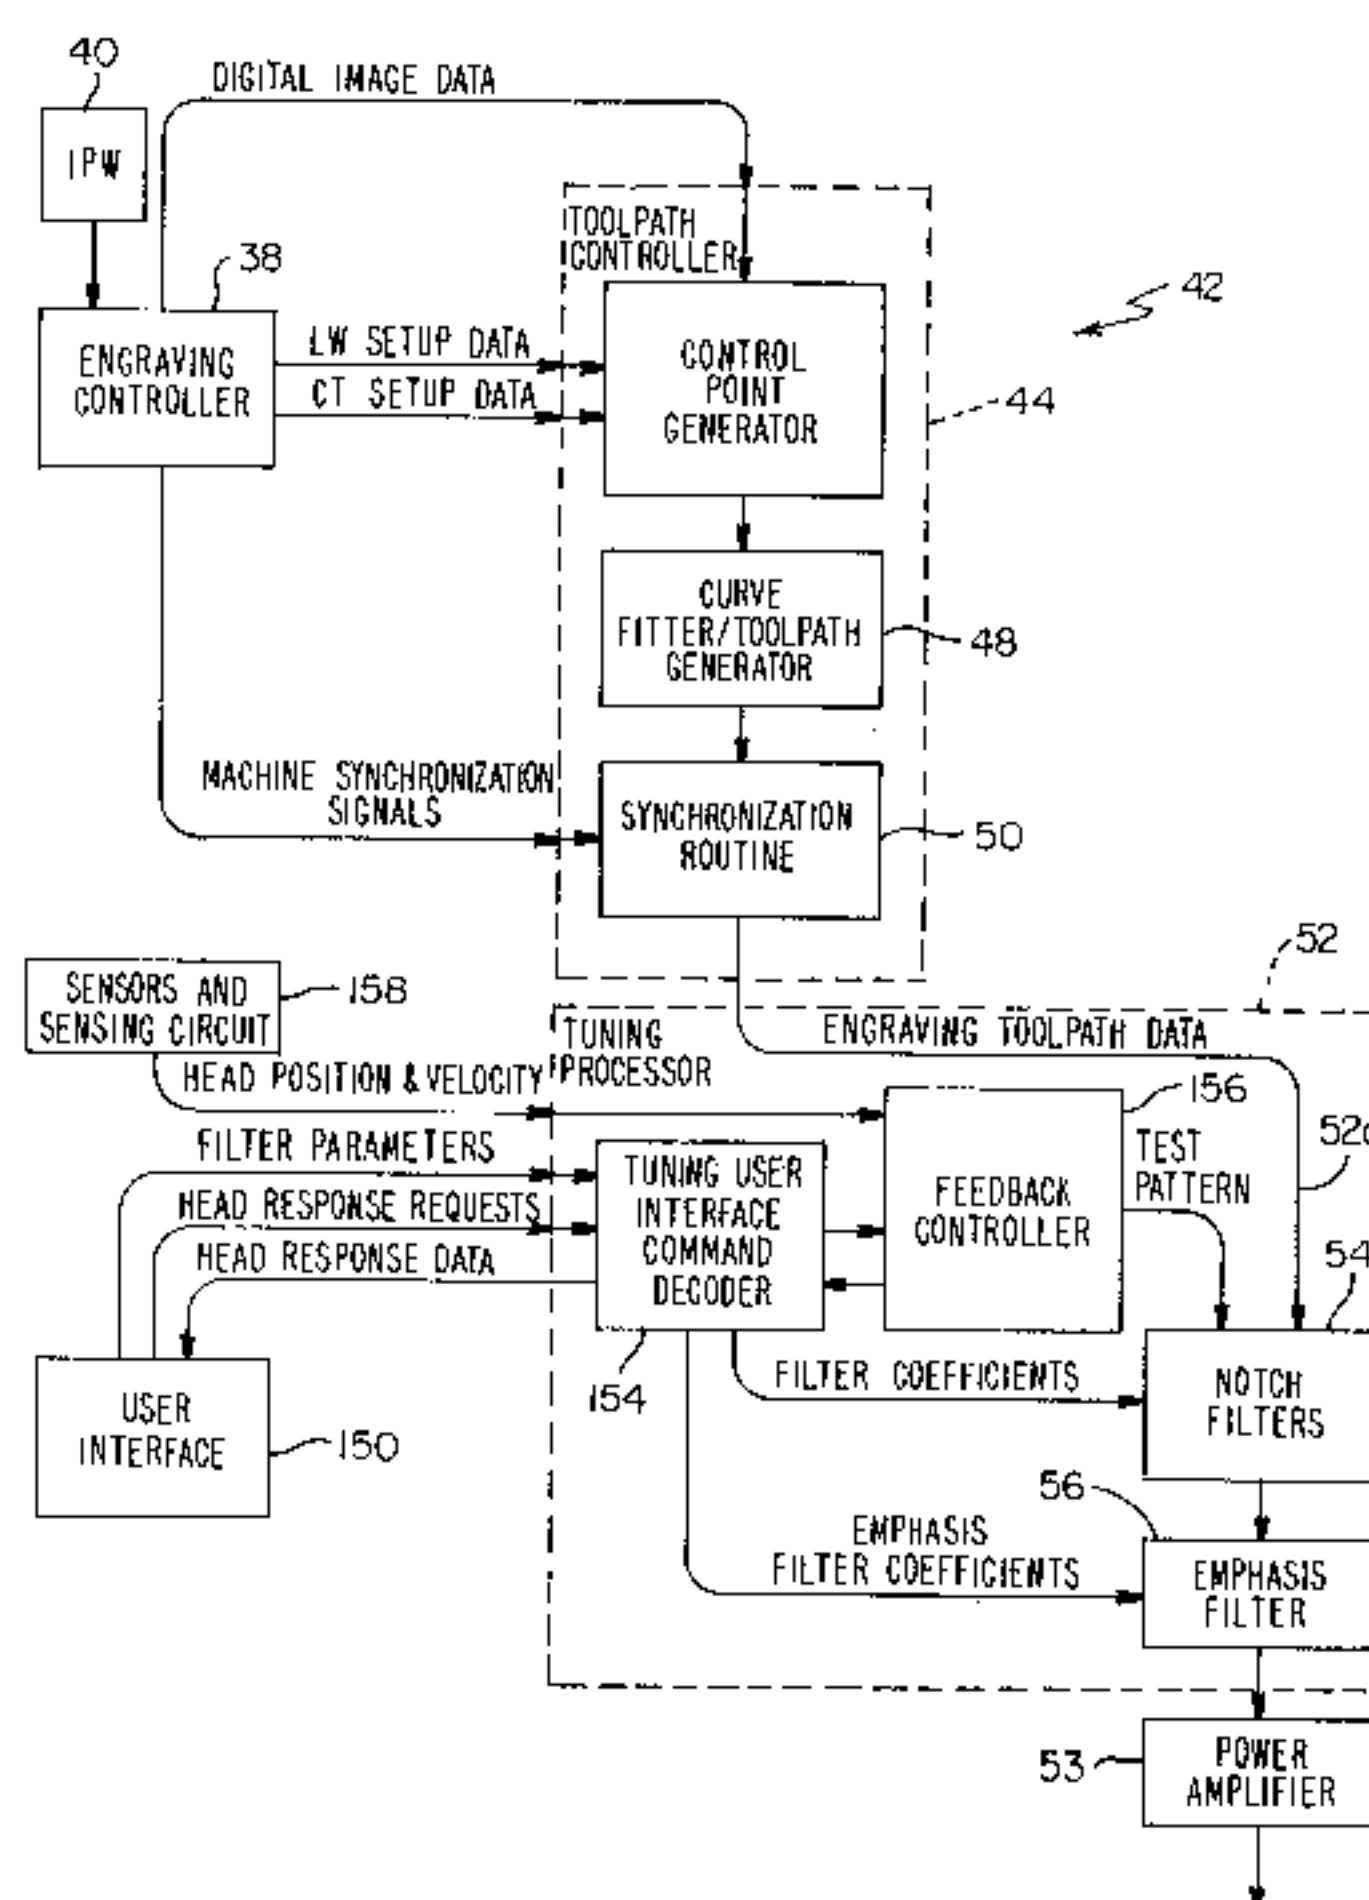 40
DIGITAL IMAGE DATA
IPW
38
TOOLPATH
CONTROLLER
42
ENGRAVING
CONTROLLER
LW SETUP DATA
CT SETUP DATA
CONTROL
POINT
GENERATOR
44
CURVE
FITTER/TOOLPATH
GENERATOR
48
MACHINE SYNCHRONIZATION
SIGNALS
SYNCHRONIZATION
ROUTINE
50
52
SENSORS AND
SENSING CIRCUIT
158
TUNING
PROCESSOR
ENGRAVING TOOLPATH DATA
HEAD POSITION & VELOCITY
156
52
FILTER PARAMETERS
TEST
PATTERN
HEAD RESPONSE REQUESTS
HEAD RESPONSE DATA
TUNING USER
INTERFACE
COMMAND
DECODER
FEEDBACK
CONTROLLER
54
154
FILTER COEFFICIENTS
NOTCH
FILTERS
USER
INTERFACE
150
56
EMPHASIS
FILTER COEFFICIENTS
EMPHASIS
FILTER
53
POWER
AMPLIFIER